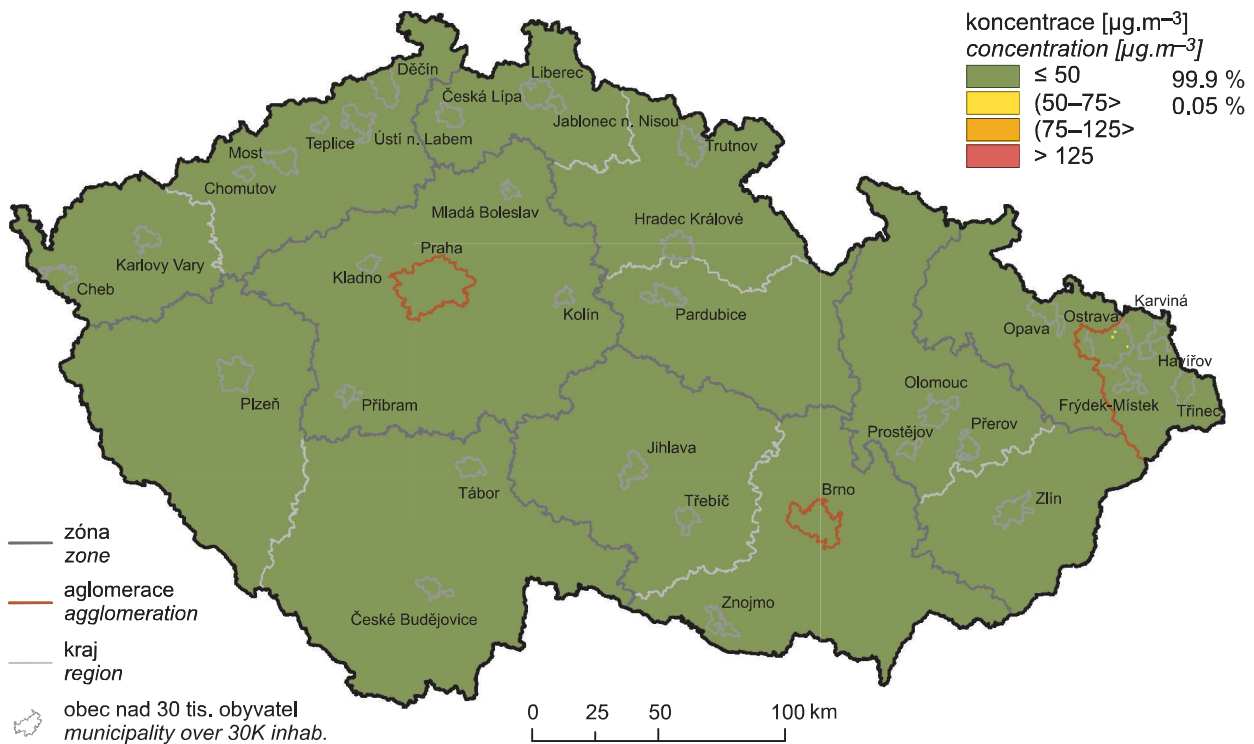 koncentrace [µg.m–³]
concentration [µg.m–³]
≤ 50 99.9 %
(50–75> 0.05 %
(75–125>
> 125
Děčín
Liberec
Česká Lípa
Jablonec n. Nisou
Teplice
Ústí n. Labem
Trutnov
Most
Chomutov
Mladá Boleslav
Hradec Králové
Karlovy Vary
Praha
Kladno
Cheb
Kolín
Pardubice
Karviná
Ostrava
Opava
Havířov
Olomouc
Frýdek-Místek
Třinec
Plzeň
Příbram
Prostějov
Přerov
Jihlava
Tábor
Třebíč
Brno
Zlín
České Budějovice
Znojmo
zóna
zone
aglomerace
agglomeration
kraj
region
obec nad 30 tis. obyvatel
municipality over 30K inhab.
0 25 50 100 km